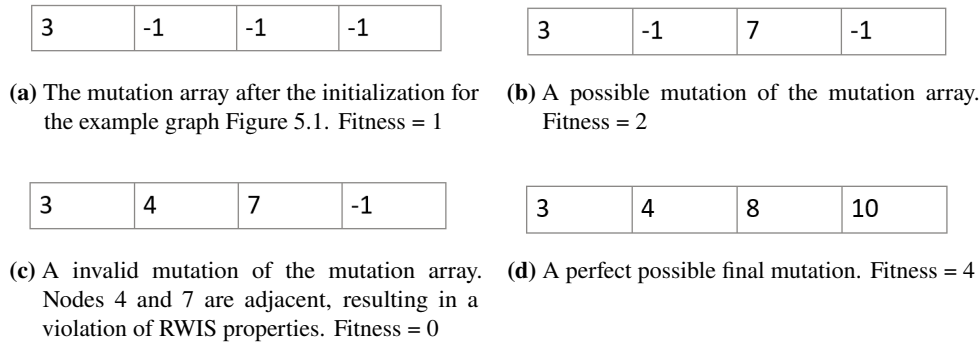 3 -1 -1 -1
(a) The mutation array after the initialization for
the example graph Figure 5.1. Fitness = 1
3 -1 7 -1
(b) A possible mutation of the mutation array.
Fitness = 2
3 4 7 -1
(c) A invalid mutation of the mutation array.
Nodes 4 and 7 are adjacent, resulting in a
violation of RWIS properties. Fitness = 0
3 4 8 10
(d) A perfect possible final mutation. Fitness = 4